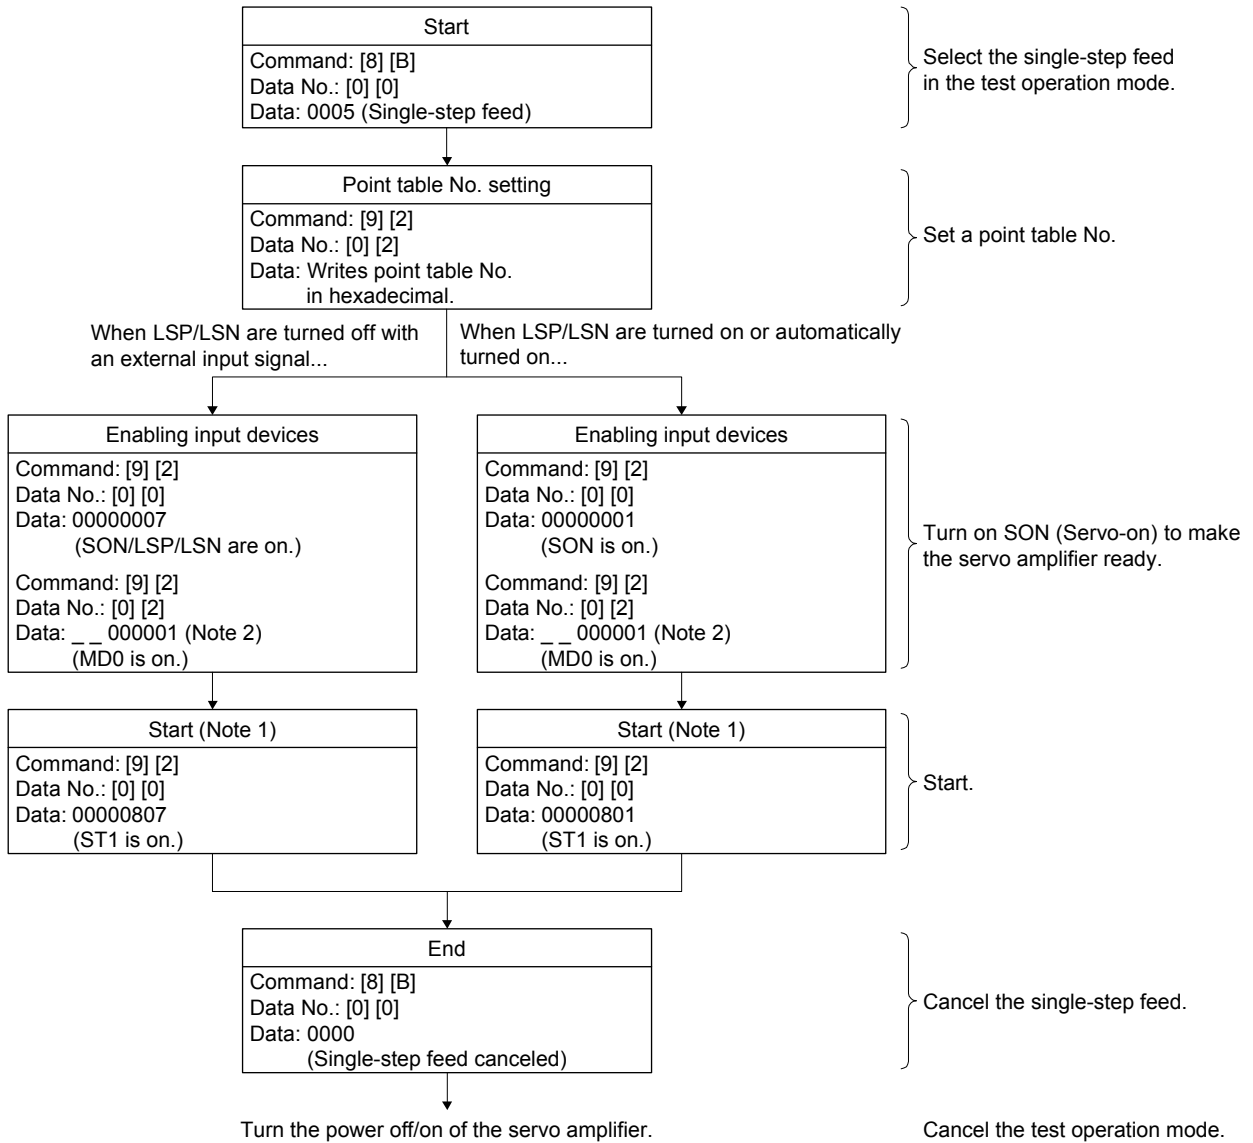 Start
Command: [8] [B]
Data No.: [0] [0]
Data: 0005 (Single-step feed)
Select the single-step feed
in the test operation mode.
Point table No. setting
Command: [9] [2]
Data No.: [0] [2]
Data: Writes point table No.
in hexadecimal.
Set a point table No.
When LSP/LSN are turned off with
an external input signal...
When LSP/LSN are turned on or automatically
turned on...
Enabling input devices
Command: [9] [2]
Data No.: [0] [0]
Data: 00000007
(SON/LSP/LSN are on.)
Command: [9] [2]
Data No.: [0] [2]
Data: _ _ 000001 (Note 2)
(MD0 is on.)
Enabling input devices
Command: [9] [2]
Data No.: [0] [0]
Data: 00000001
(SON is on.)
Command: [9] [2]
Data No.: [0] [2]
Data: _ _ 000001 (Note 2)
(MD0 is on.)
Turn on SON (Servo-on) to make
the servo amplifier ready.
Start (Note 1)
Command: [9] [2]
Data No.: [0] [0]
Data: 00000807
(ST1 is on.)
Start (Note 1)
Command: [9] [2]
Data No.: [0] [0]
Data: 00000801
(ST1 is on.)
Start.
End
Command: [8] [B]
Data No.: [0] [0]
Data: 0000
(Single-step feed canceled)
Cancel the single-step feed.
Turn the power off/on of the servo amplifier.
Cancel the test operation mode.